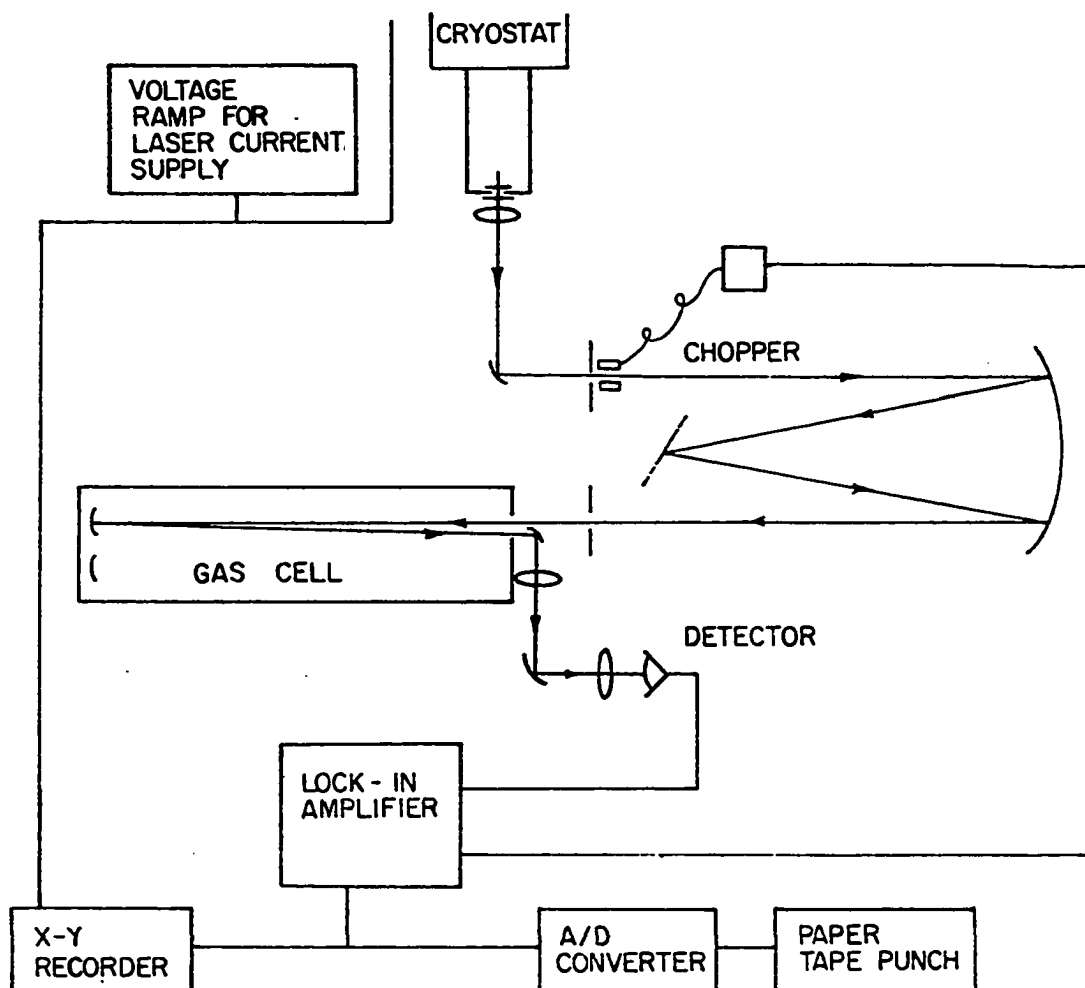 CRYOSTAT
VOLTAGE
RAMP FOR
LASER CURRENT
SUPPLY
CHOPPER
GAS CELL
DETECTOR
LOCK-IN
AMPLIFIER
X-Y
RECORDER
A/D
CONVERTER
PAPER
TAPE PUNCH